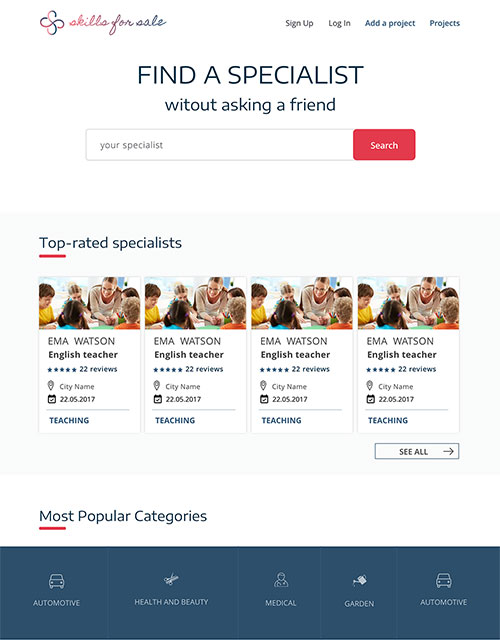 skills for sale
Sign Up Log In Add a project Projects
FIND A SPECIALIST
witout asking a friend
your specialist Search
Top-rated specialists
EMA WATSON EMA WATSON EMA WATSON EMA WATSON
English teacher English teacher English teacher English teacher
22 reviews 22 reviews 22 reviews 22 reviews
City Name City Name City Name City Name
22.05.2017 22.05.2017 22.05.2017 22.05.2017
TEACHING TEACHING TEACHING TEACHING
SEE ALL
Most Popular Categories
AUTOMOTIVE HEALTH AND BEAUTY MEDICAL GARDEN AUTOMOTIVE